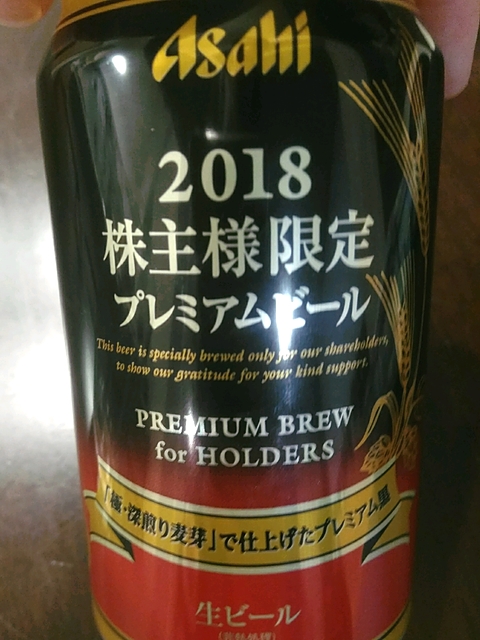 Asahi
2018
株主様限定
プレミアムビール
This beer is specially brewed only for our shareholders,
to show our gratitude for your kind support.
PREMIUM BREW
for HOLDERS
「極・深煎り麦芽」で仕上げたプレミアム黒
生ビール